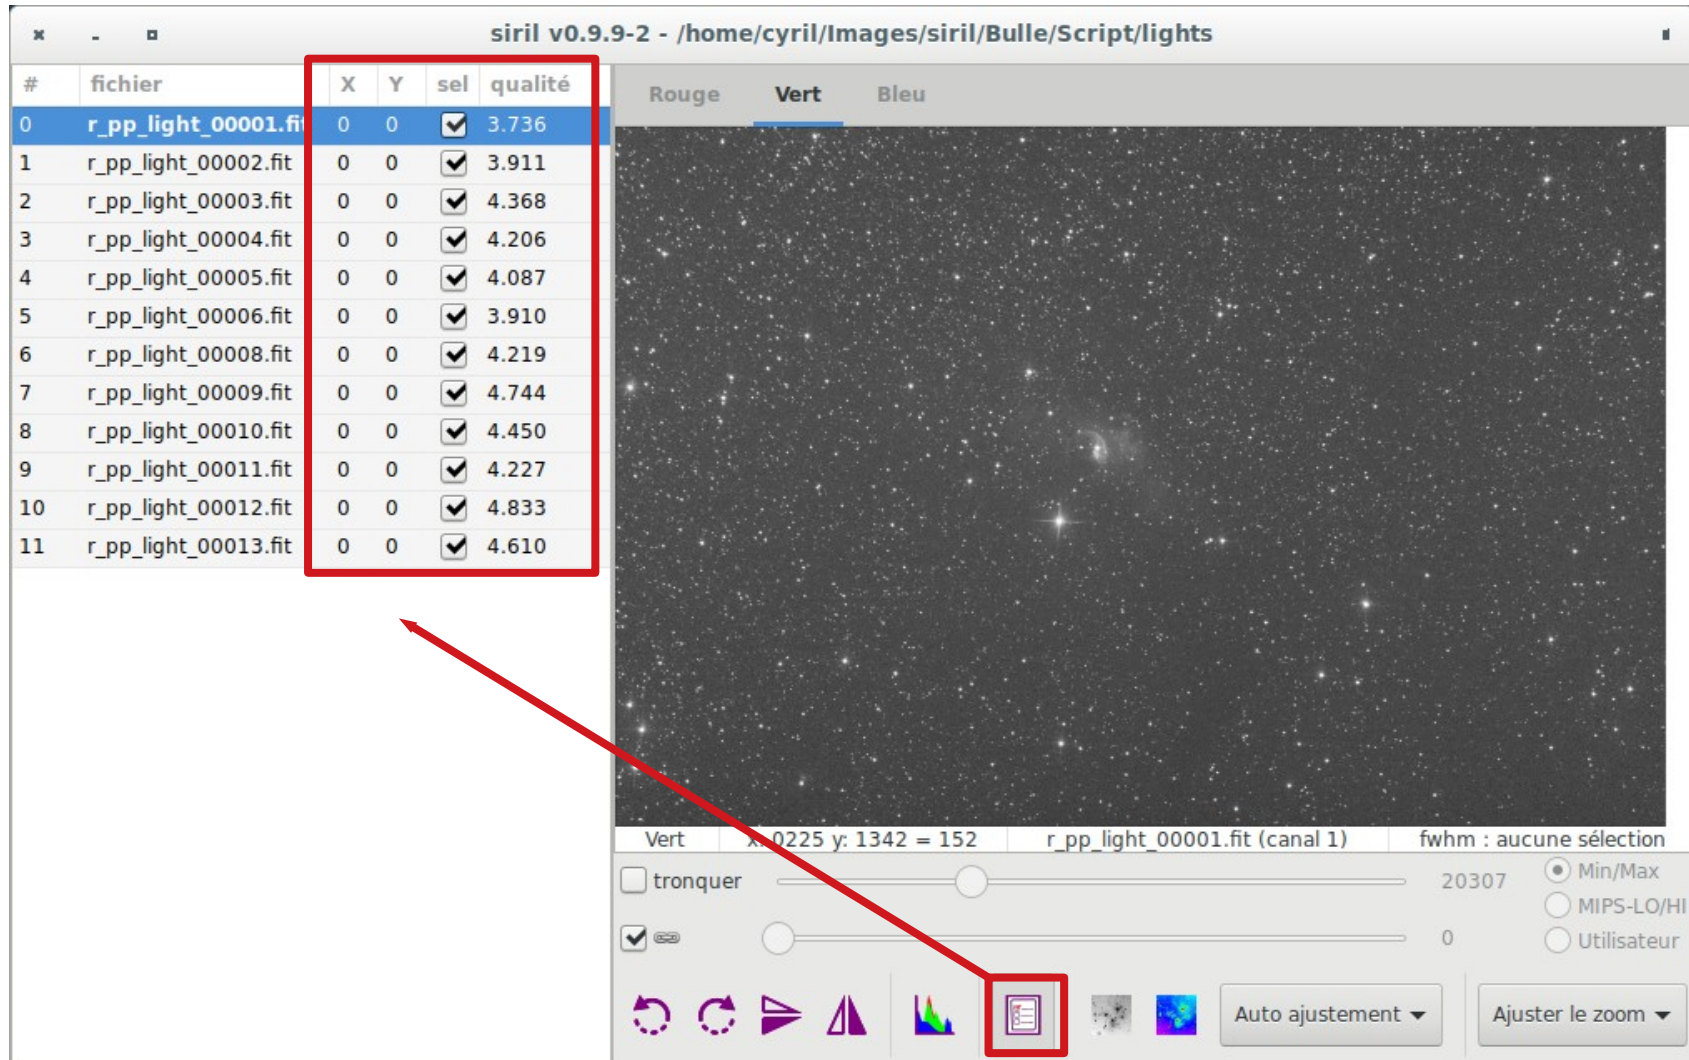 siril v0.9.9-2 - /home/cyril/Images/siril/Bulle/Script/lights
# fichier X Y sel qualité
0 r_pp_light_00001.fit 0 0 3.736
1 r_pp_light_00002.fit 0 0 3.911
2 r_pp_light_00003.fit 0 0 4.368
3 r_pp_light_00004.fit 0 0 4.206
4 r_pp_light_00005.fit 0 0 4.087
5 r_pp_light_00006.fit 0 0 3.910
6 r_pp_light_00008.fit 0 0 4.219
7 r_pp_light_00009.fit 0 0 4.744
8 r_pp_light_00010.fit 0 0 4.450
9 r_pp_light_00011.fit 0 0 4.227
10 r_pp_light_00012.fit 0 0 4.833
11 r_pp_light_00013.fit 0 0 4.610
Rouge Vert Bleu
Vert x: 0225 y: 1342 = 152 r_pp_light_00001.fit (canal 1) fwhm : aucune sélection
tronquer 20307 Min/Max
MIPS-LO/HI
0 Utilisateur
Auto ajustement Ajuster le zoom